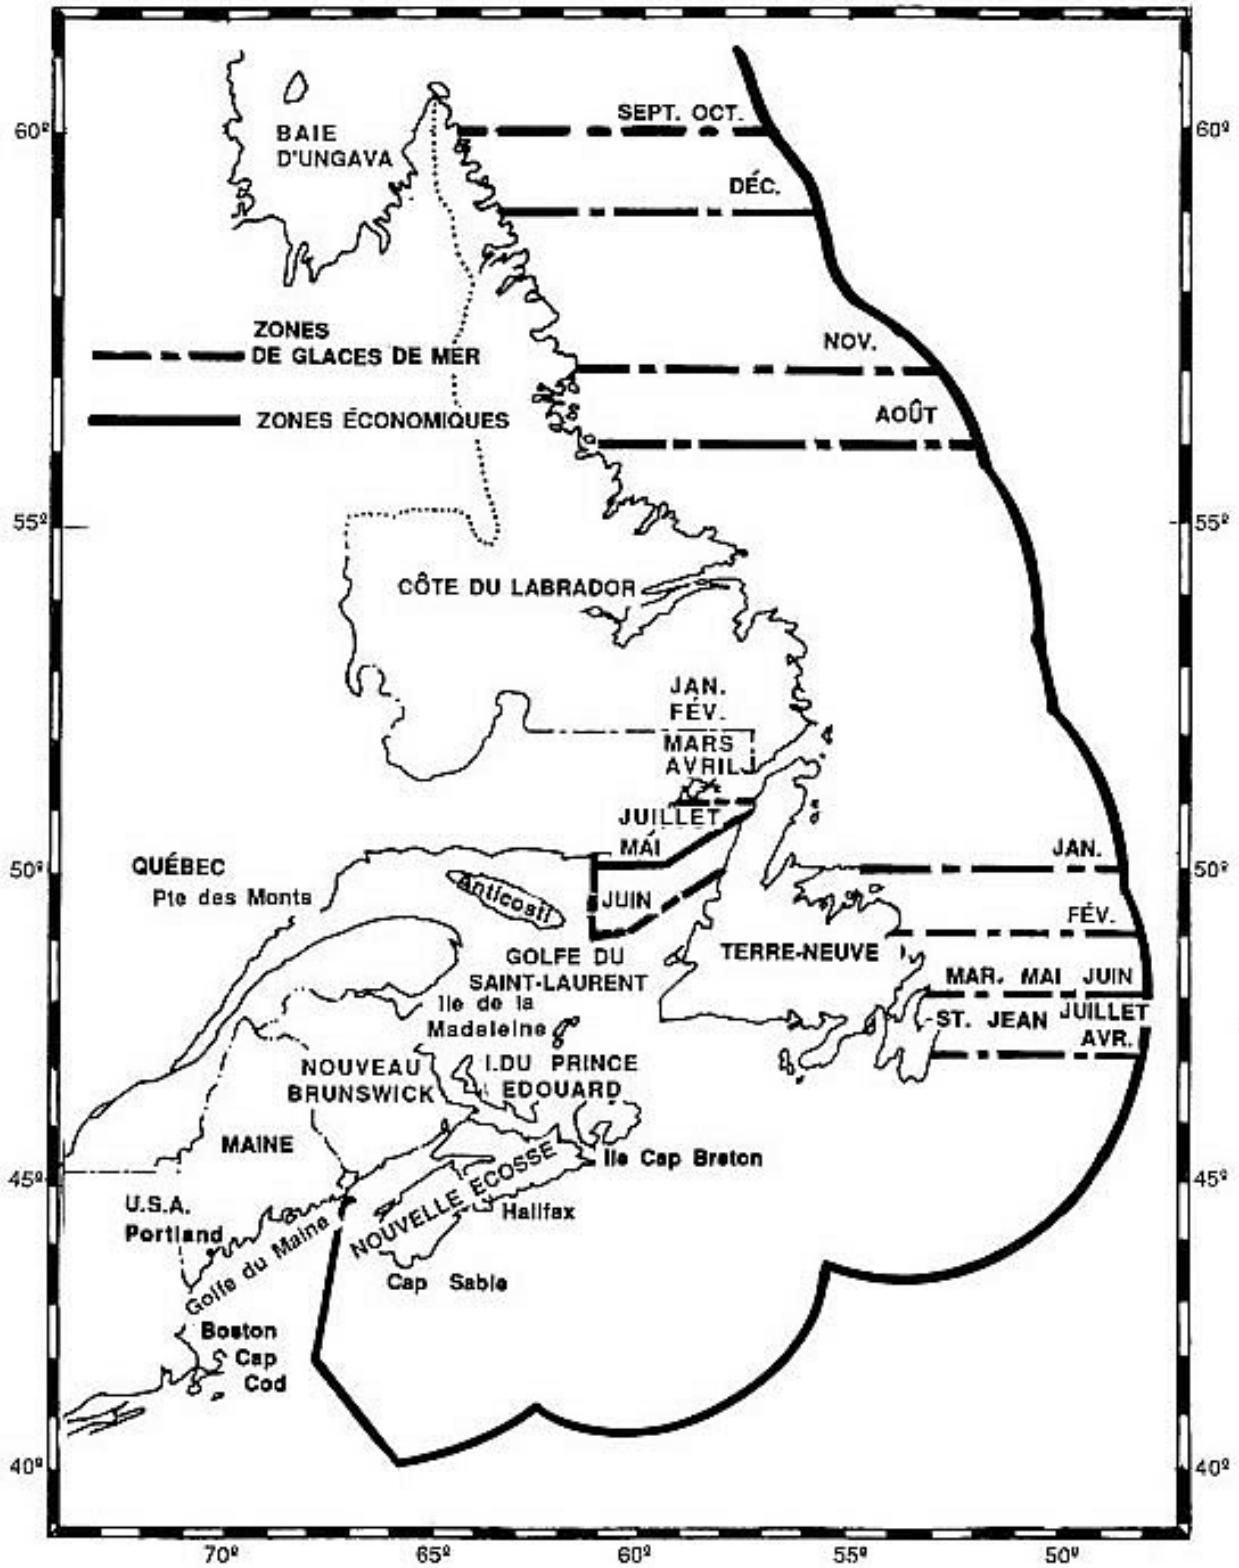 SEPT. OCT.
60º
60º
BAIE
D'UNGAVA
DÉC.
ZONES
DE GLACES DE MER
NOV.
ZONES ÉCONOMIQUES
AOÛT
55º
55º
CÔTE DU LABRADOR
JAN.
FÉV.
MARS
AVRIL
JUILLET
MAI
JAN.
QUÉBEC
50º
50º
Pte des Monts
Anticosti
JUIN
FÉV.
GOLFE DU
SAINT-LAURENT
TERRE-NEUVE
MAR. MAI JUIN
Ile de la
Madeleine
ST. JEAN
JUILLET
AVR.
NOUVEAU
BRUNSWICK
I.DU PRINCE
EDOUARD
MAINE
Ile Cap Breton
45º
45º
U.S.A.
Portland
NOUVELLE ECOSSE
Halifax
Golfe du Maine
Cap Sable
Boston
Cap
Cod
40º
40º
70º
65º
60º
55º
50º